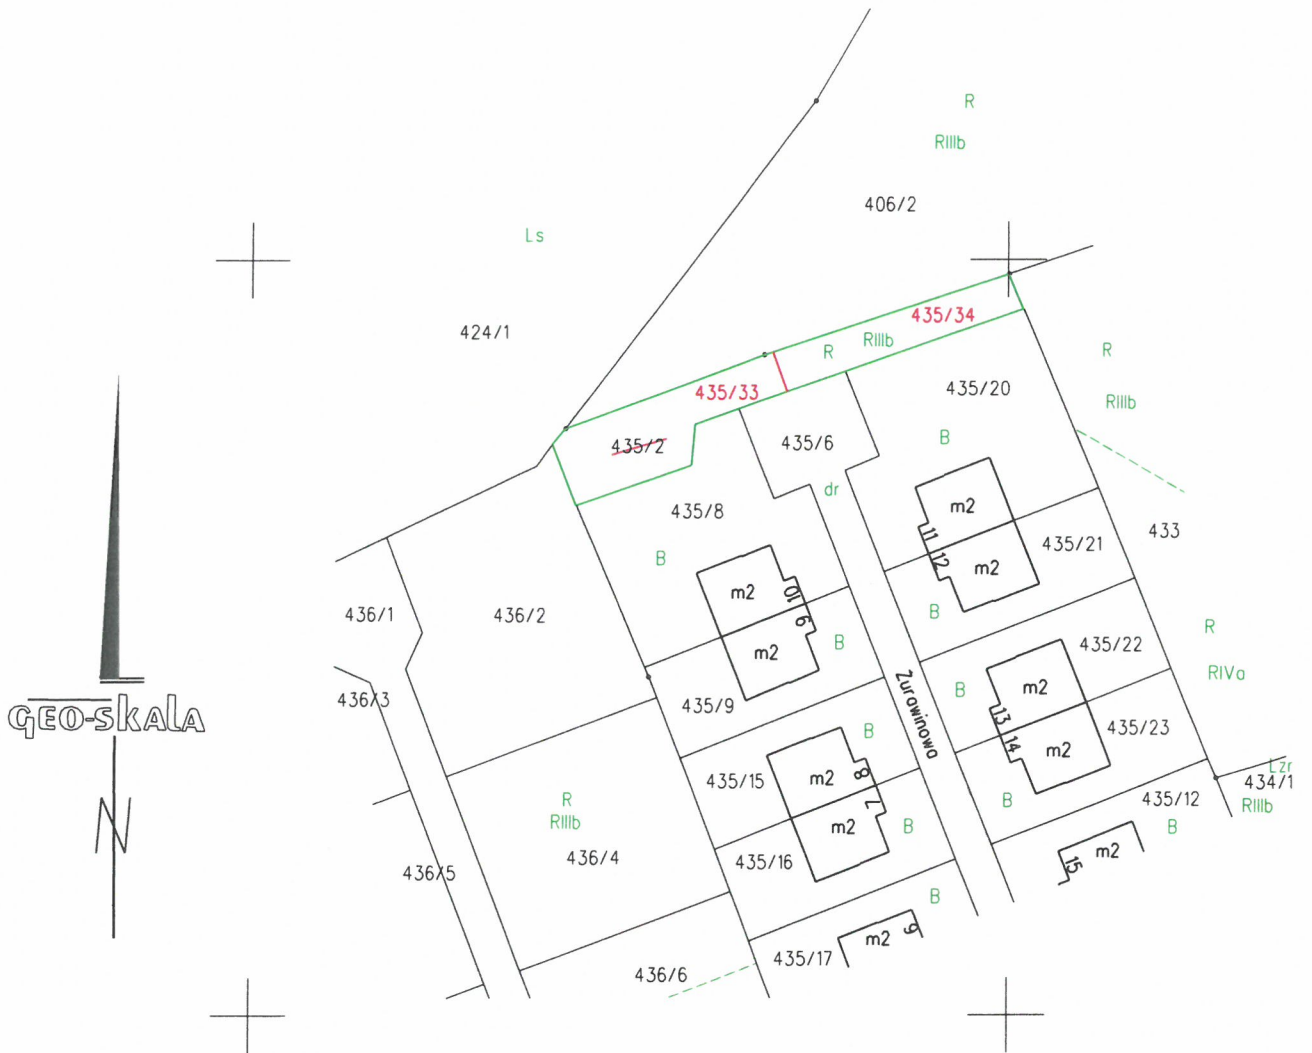 R
RIIIb
406/2
Ls
424/1
435/34
RIIIb
R
R
435/33
435/20
RIIIb
435/2
435/6
B
dr
435/8
m2
11
433
B
435/21
12
m2
m2
10
436/1
436/2
B
9
R
B
435/22
m2
Żurawinowa
RIVa
436/3
B
m2
435/9
13
GEO-SKALA
B
435/23
14
m2
435/15
m2
8
Lzr
434/1
R
B
435/12
RIIIb
7
RIIIb
N
m2
B
B
436/4
435/16
m2
15
436/5
B
m2
9
435/17
436/6